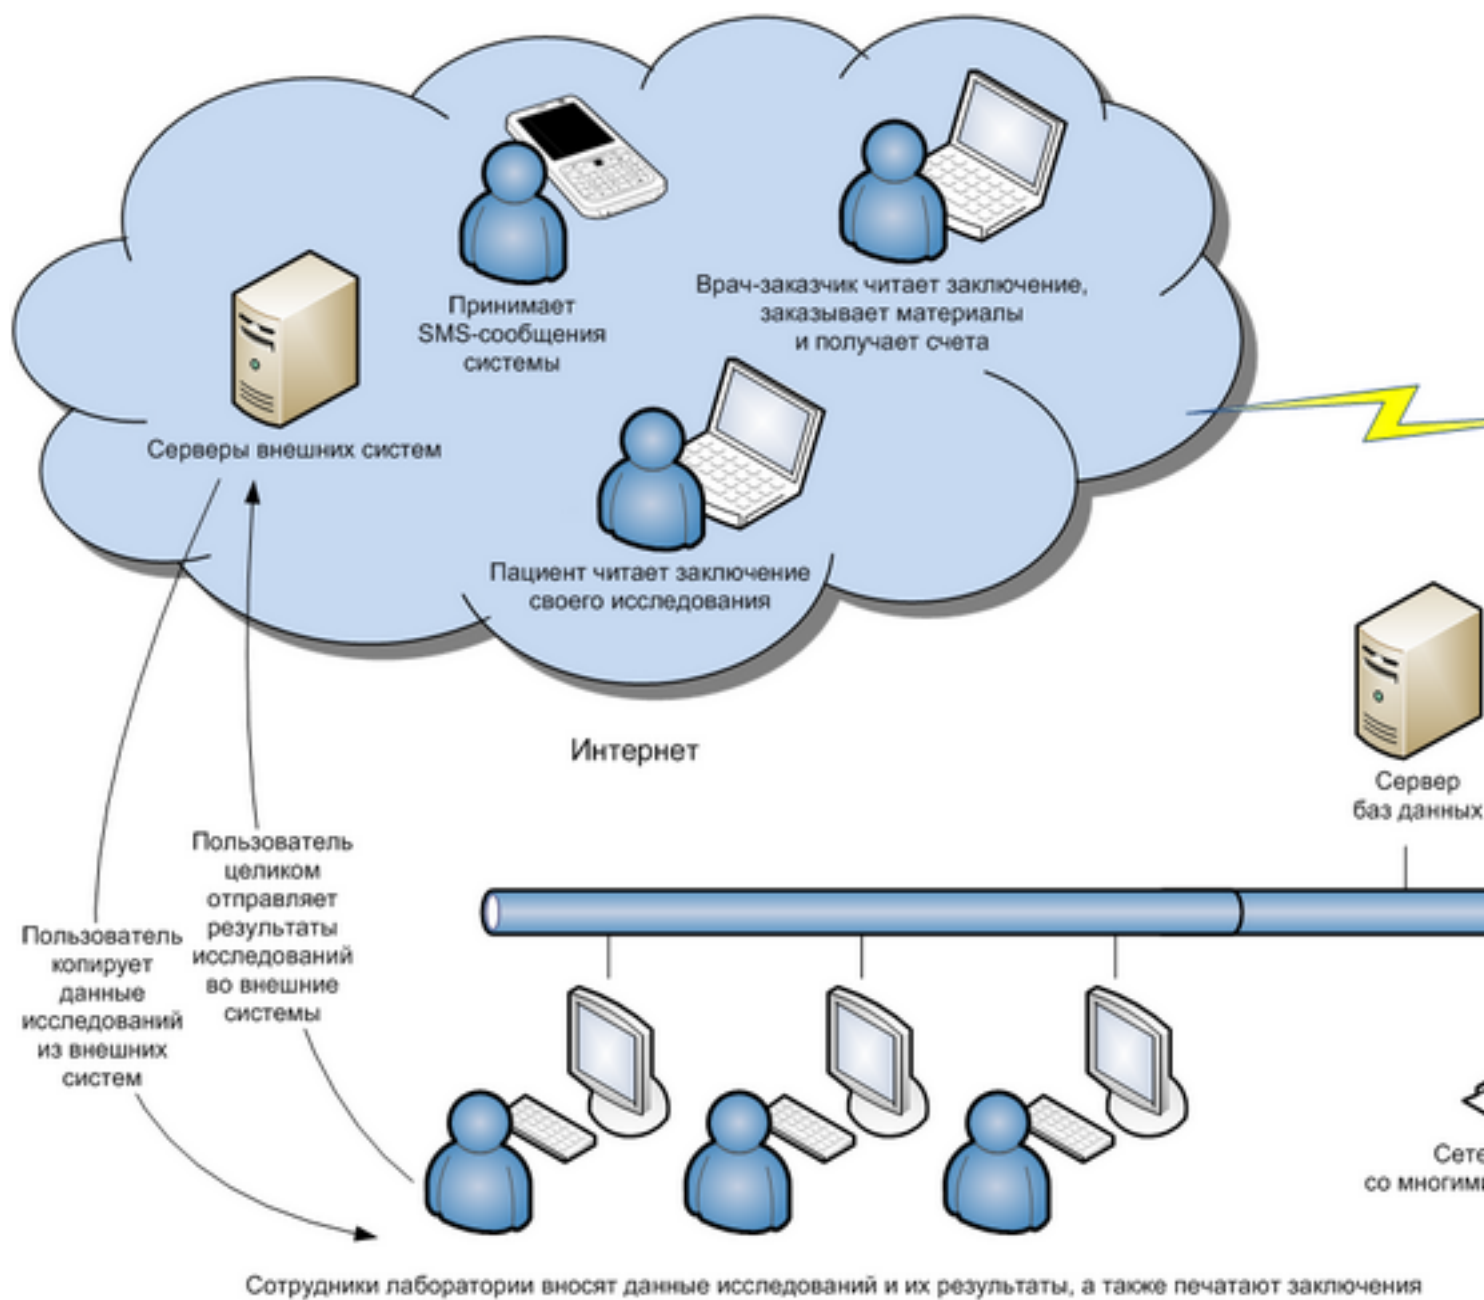 Принимает
SMS-сообщения
системы
Врач-заказчик читает заключение,
заказывает материалы
и получает счета
Серверы внешних систем
Пациент читает заключение
своего исследования
Интернет
Сервер
баз данных
Пользователь
целиком
отправляет
результаты
исследований
во внешние
системы
Пользователь
копирует
данные
исследований
из внешних
систем
со
Сотрудники лаборатории вносят данные исследований и их результаты, а также печатают заключения